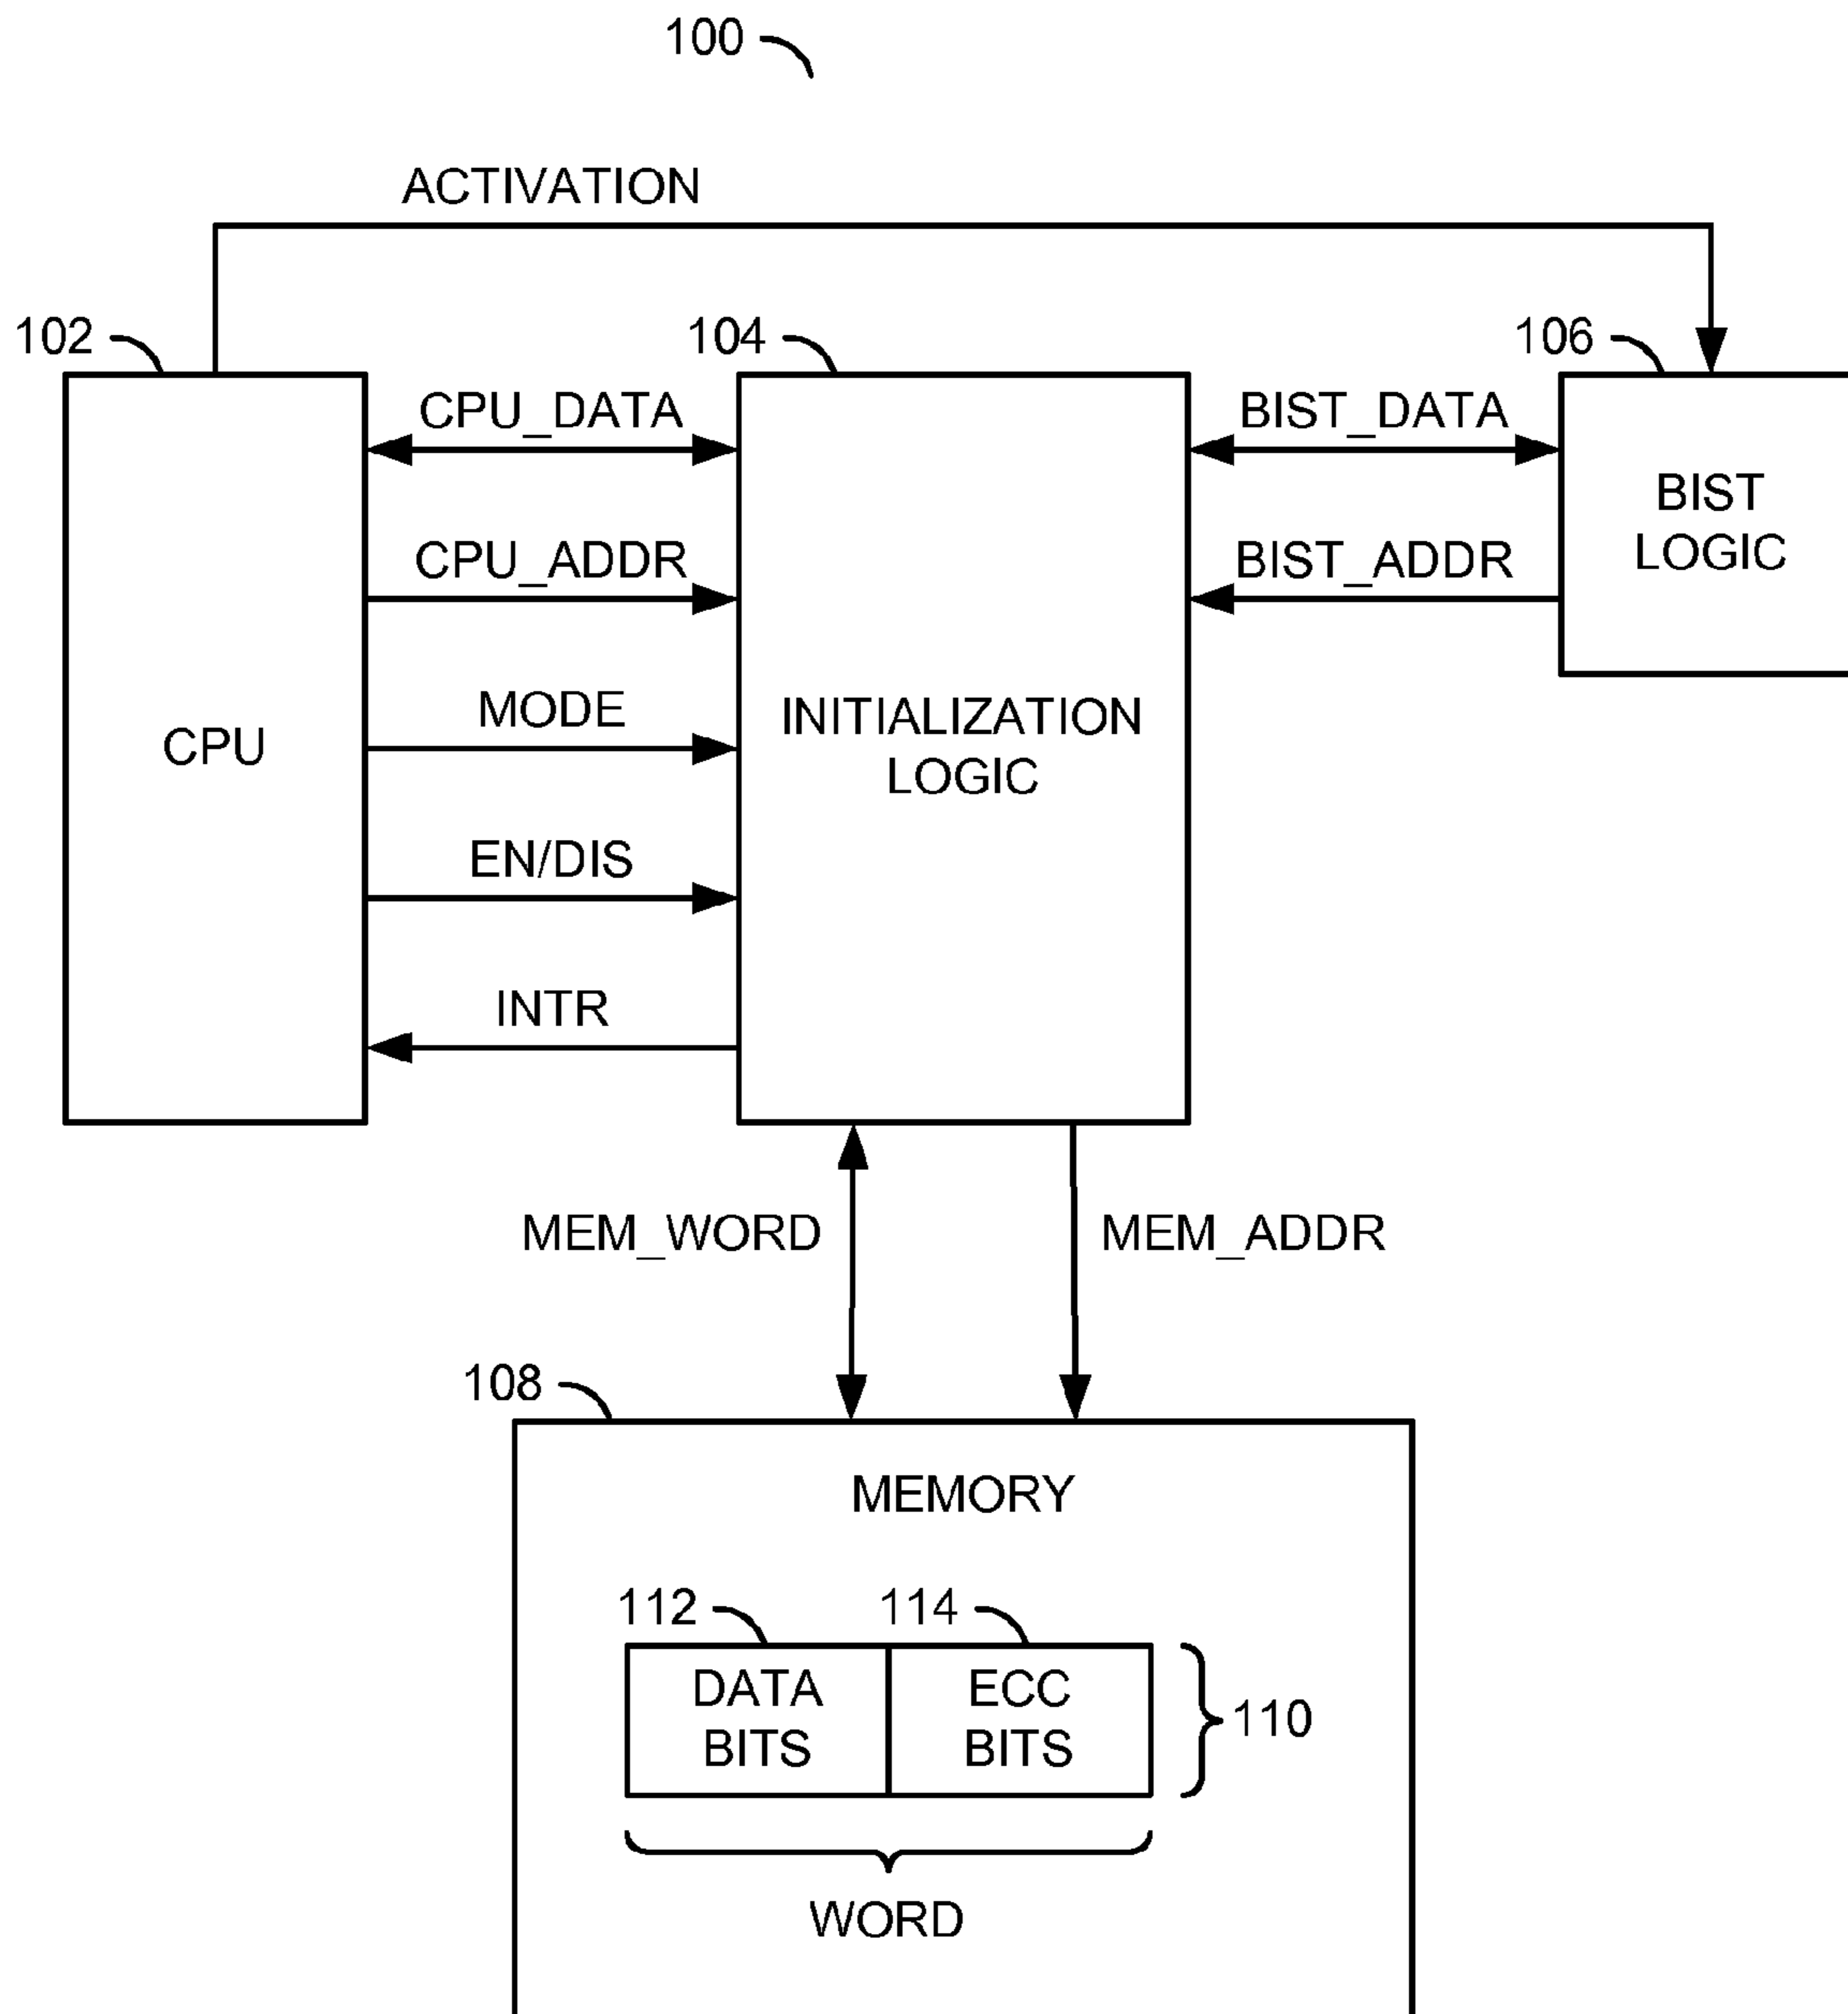 100
ACTIVATION
102
104
106
CPU_DATA
BIST_DATA
BIST
LOGIC
CPU_ADDR
BIST_ADDR
MODE
INITIALIZATION
LOGIC
CPU
EN/DIS
INTR
MEM_WORD
MEM_ADDR
108
MEMORY
112
114
DATA
BITS
ECC
BITS
110
WORD